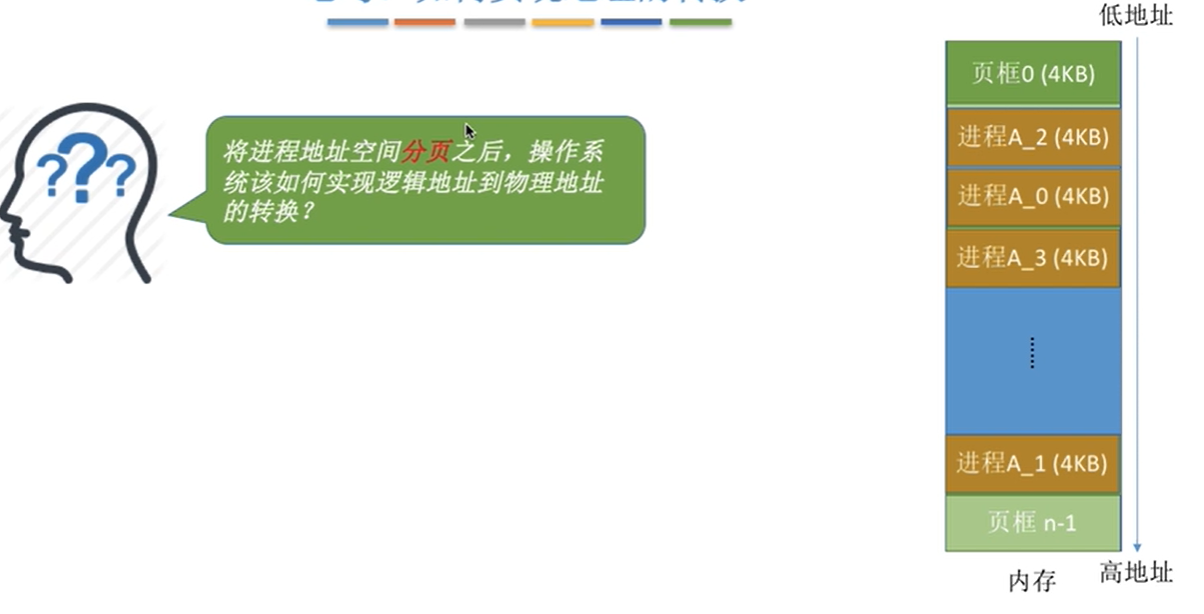 低地址
将进程地址空间分页之后，操作系
统该如何实现逻辑地址到物理地址
的转换？
???
页框0 (4KB)
进程A_2 (4KB)
进程A_0 (4KB)
进程A_3 (4KB)
进程A_1 (4KB)
页框 n-1
内存
高地址